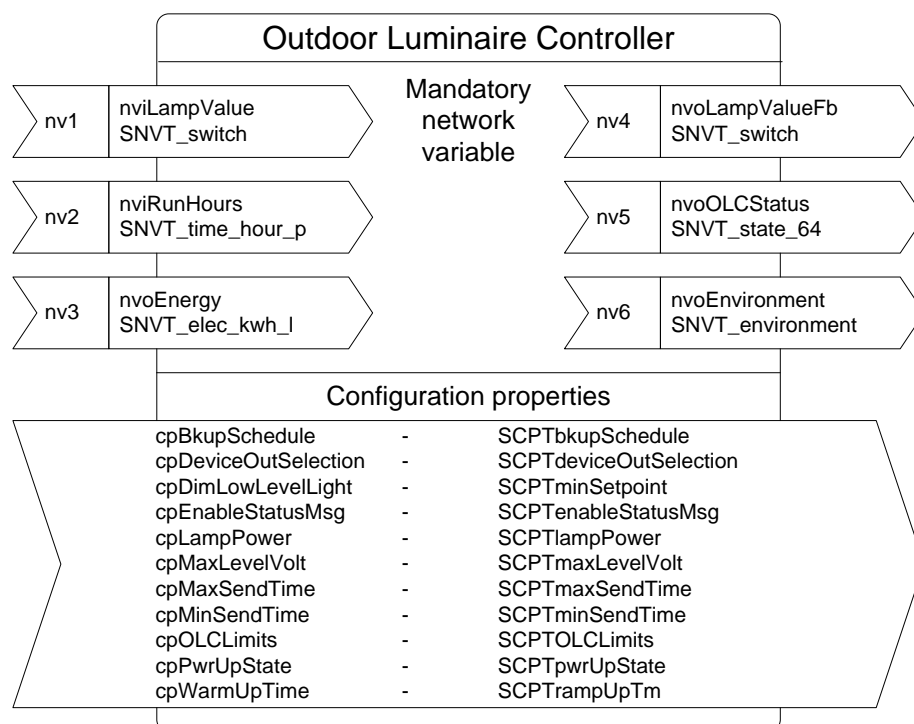 Outdoor Luminaire Controller
Mandatory
network
variable
nv1
nviLampValue
SNVT_switch
nv2
nviRunHours
SNVT_time_hour_p
nv3
nvoEnergy
SNVT_elec_kwh_l
nv4
nvoLampValueFb
SNVT_switch
nv5
nvoOLCStatus
SNVT_state_64
nv6
nvoEnvironment
SNVT_environment
Configuration properties
cpBkupSchedule - SCPTbkupSchedule
cpDeviceOutSelection - SCPTdeviceOutSelection
cpDimLowLevelLight - SCPTminSetpoint
cpEnableStatusMsg - SCPTenableStatusMsg
cpLampPower - SCPTlampPower
cpMaxLevelVolt - SCPTmaxLevelVolt
cpMaxSendTime - SCPTmaxSendTime
cpMinSendTime - SCPTminSendTime
cpOLCLimits - SCPTOLCLimits
cpPwrUpState - SCPTpwrUpState
cpWarmUpTime - SCPTrampUpTm